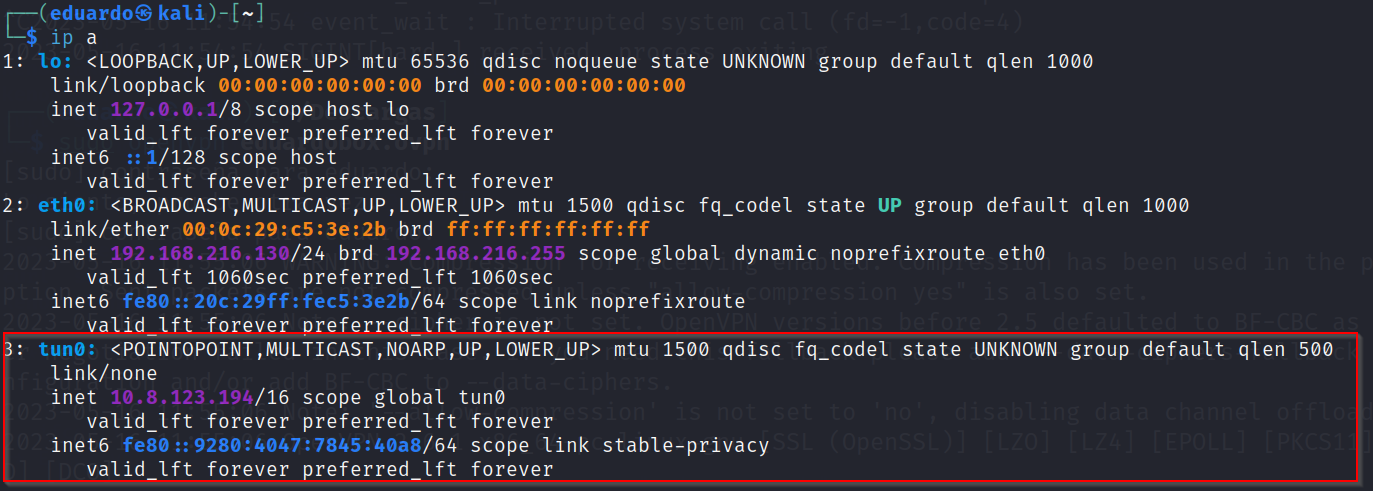 ┌──(eduardo㉿kali)-[~]
└─$ ip a
1: lo: <LOOPBACK,UP,LOWER_UP> mtu 65536 qdisc noqueue state UNKNOWN group default qlen 1000
link/loopback 00:00:00:00:00:00 brd 00:00:00:00:00:00
inet 127.0.0.1/8 scope host lo
valid_lft forever preferred_lft forever
inet6 ::1/128 scope host
valid_lft forever preferred_lft forever
2: eth0: <BROADCAST,MULTICAST,UP,LOWER_UP> mtu 1500 qdisc fq_codel state UP group default qlen 1000
link/ether 00:0c:29:c5:3e:2b brd ff:ff:ff:ff:ff:ff
inet 192.168.216.130/24 brd 192.168.216.255 scope global dynamic noprefixroute eth0
valid_lft 1060sec preferred_lft 1060sec
inet6 fe80::20c:29ff:fec5:3e2b/64 scope link noprefixroute
valid_lft forever preferred_lft forever
3: tun0: <POINTOPOINT,MULTICAST,NOARP,UP,LOWER_UP> mtu 1500 qdisc fq_codel state UNKNOWN group default qlen 500
link/none
inet 10.8.123.194/16 scope global tun0
valid_lft forever preferred_lft forever
inet6 fe80::9280:4047:7845:40a8/64 scope link stable-privacy
valid_lft forever preferred_lft forever